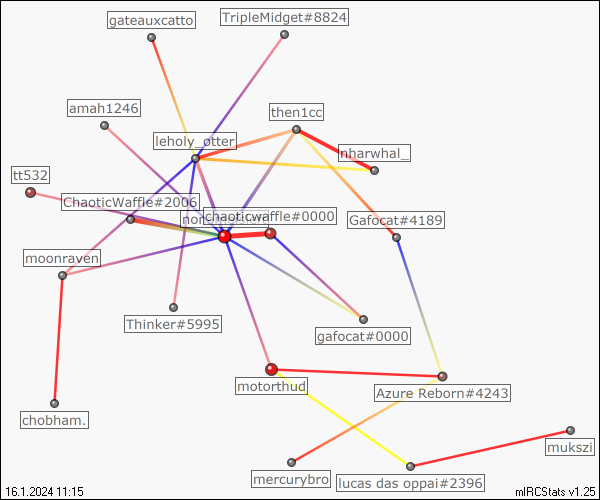 gateauxcatto
TripleMidget#8824
amah1246
then1cc
leholy_otter
nbarwhal_
tt532
ChaoticWaffle#2006
chaoticwaffle#0000
Gafocat#4189
moonraven
Thinker#5995
gafocat#0000
motorthud
Azure Reborn#4243
chobham.
mukszi
mercurybro
lucas das oppai#2396
16.1.2024 11:15
mIRCStats v1.25